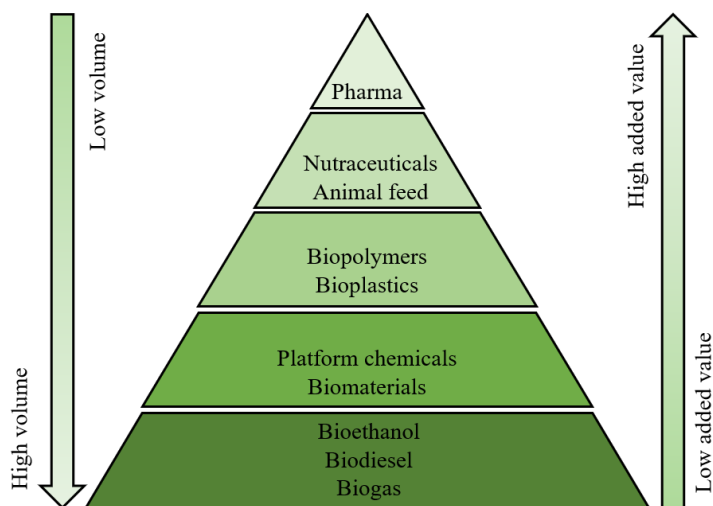 Low volume
High volume
Pharma
Nutraceuticals
Animal feed
Biopolymers
Bioplastics
Platform chemicals
Biomaterials
Bioethanol
Biodiesel
Biogas
High added value
Low added value